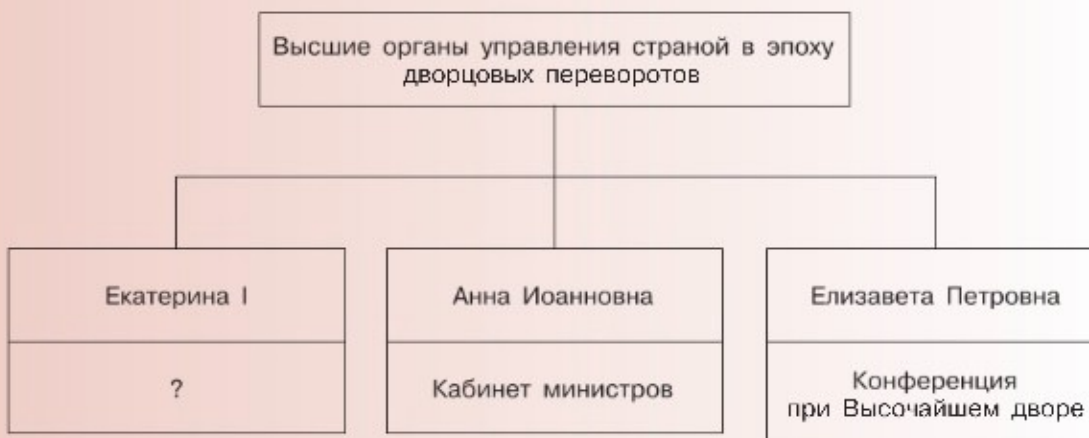 Высшие органы управления страной в эпоху
дворцовых переворотов
Екатерина I
?
Анна Иоанновна
Кабинет министров
Елизавета Петровна
Конференция
при Высочайшем дворе